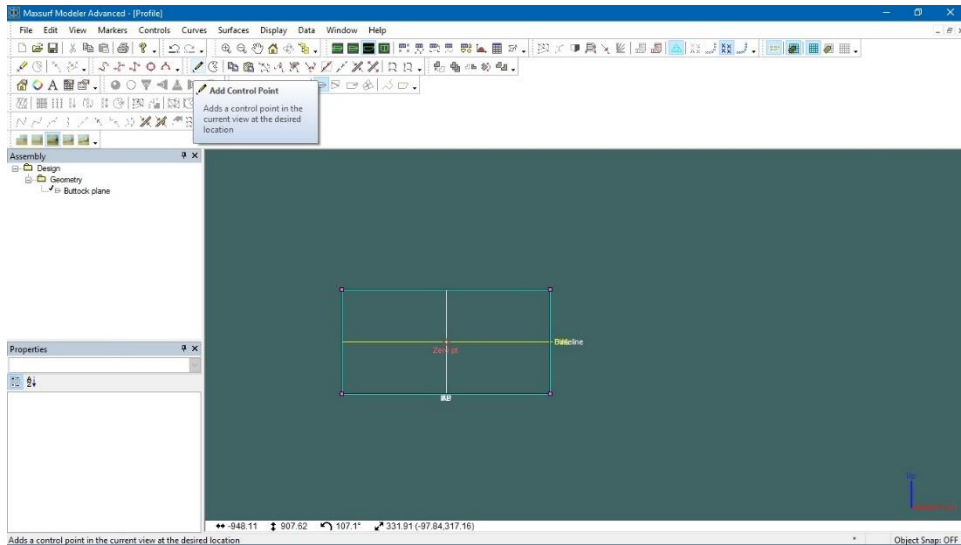 Maxsurf Modeler Advanced - [Profile]
File Edit View Markers Controls Curves Surfaces Display Data Window Help
Add Control Point
Adds a control point in the
current view at the desired
location
Assembly
Design
Geometry
Buttock plane
Properties
Zero pt
-948.11 907.62 107.1° 331.91 (-97.84,317.16)
Adds a control point in the current view at the desired location
* Object Snap: OFF